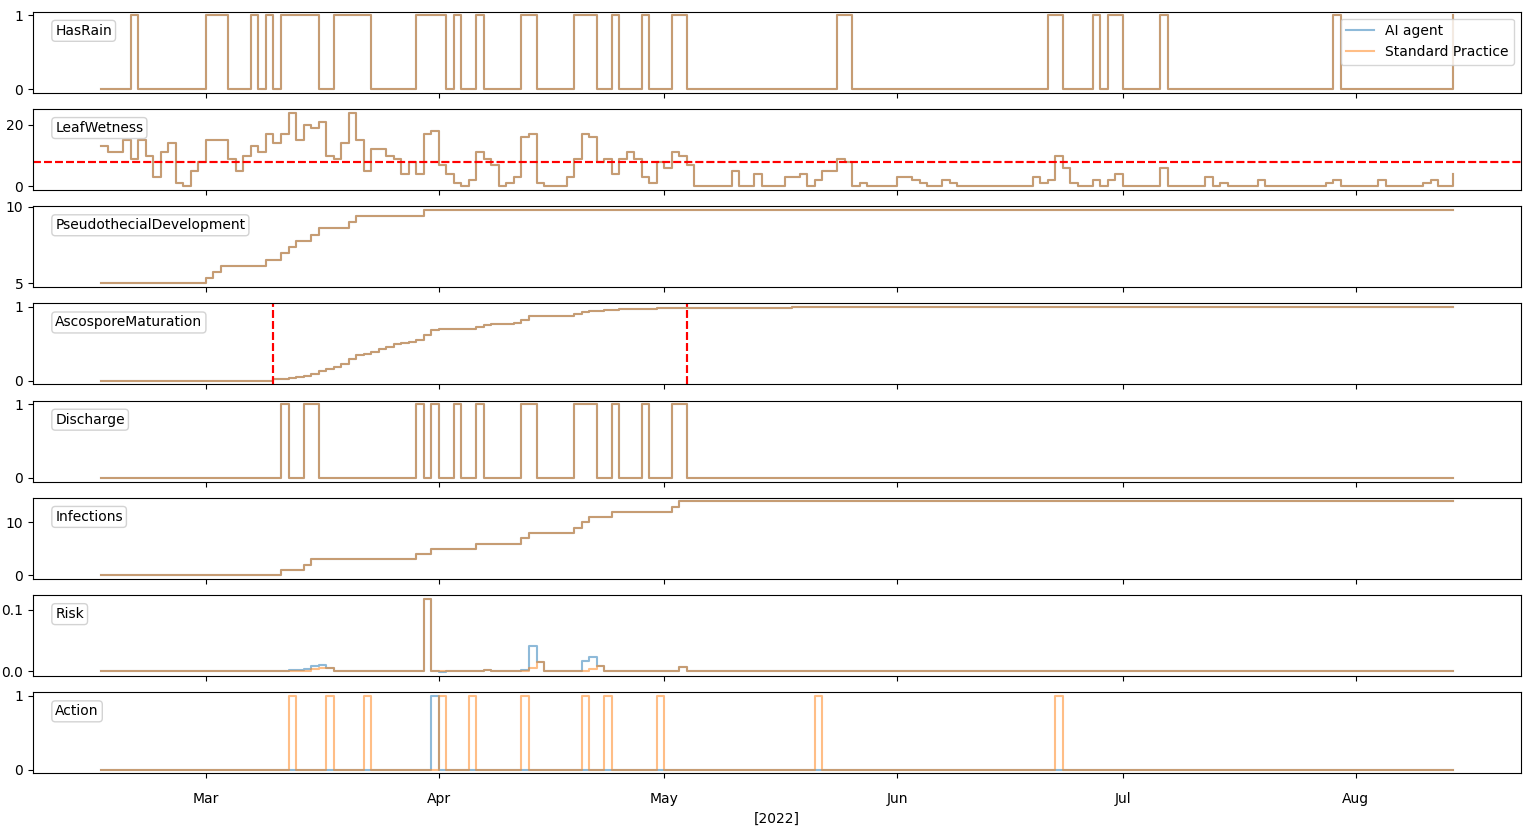 1
0
HasRain
AI agent
Standard Practice
20
0
LeafWetness
10
5
PseudothecialDevelopment
1
0
AscosporeMaturation
1
0
Discharge
10
0
Infections
0.1
0.0
Risk
1
0
Action
Mar Apr May Jun Jul Aug
[2022]